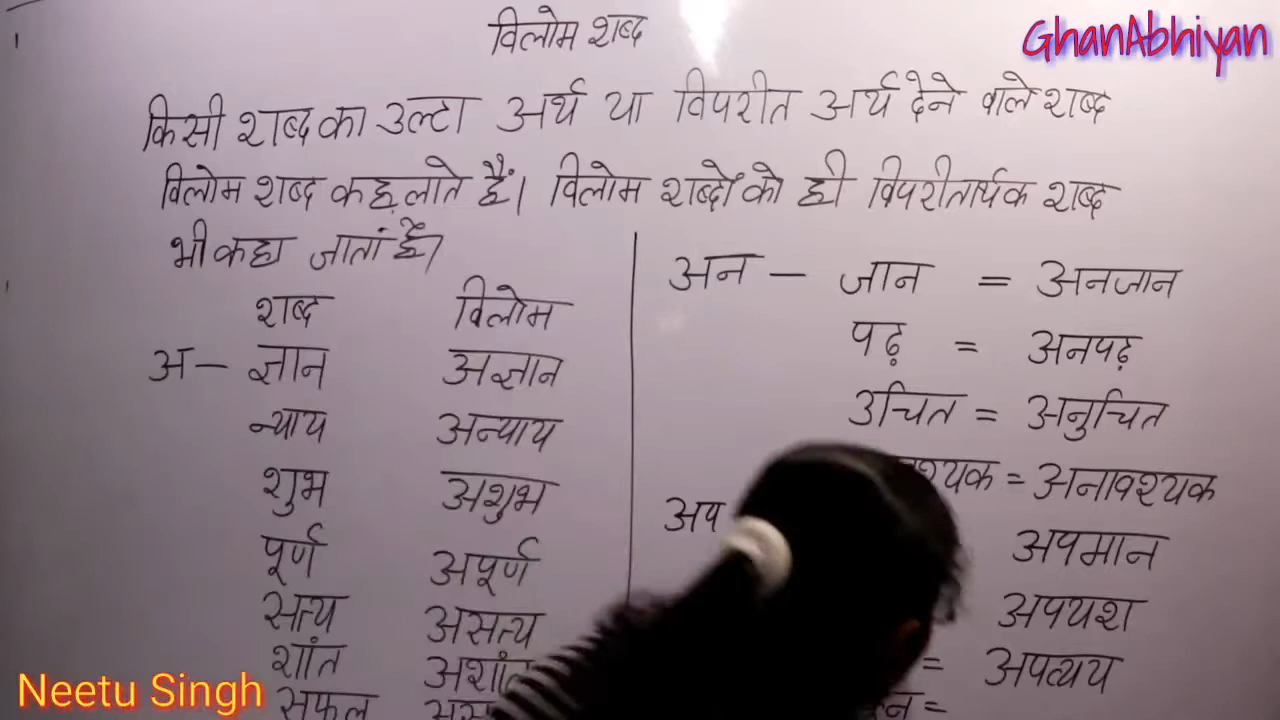 विलोम शब्द
GhanAbhiyan
किसी शब्द का उल्टा अर्थ या विपरीत अर्थ देने वाले शब्द
विलोम शब्द कहलाते हैं। विलोम शब्दों को ही विपरीतार्थक शब्द
भी कहा जातां है।
शब्द विलोम
अ – ज्ञान अज्ञान
न्याय अन्याय
शुभ अशुभ
पूर्ण अपूर्ण
सत्य असत्य
शांत अशांत
सफल
अन – जान = अनजान
पढ़ = अनपढ़
उचित = अनुचित
= अनावश्यक
अप अपमान
अपयश
= अपव्यय
=
Neetu Singh